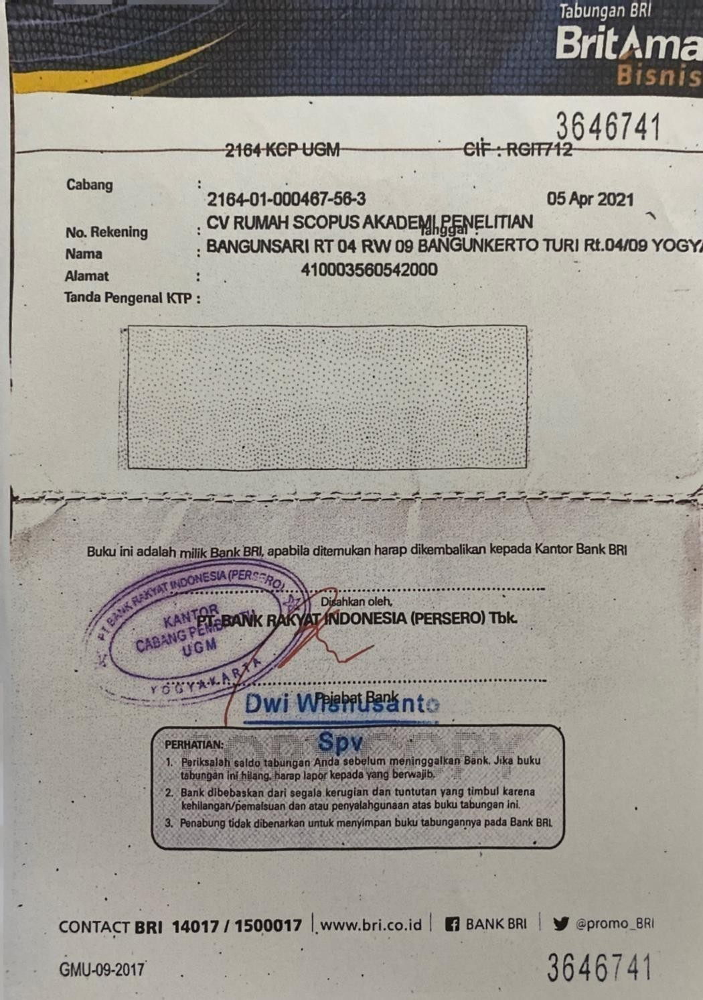 Tabungan BRI
BritAma
Bisnis
3646741
2164 KCP UGM CIF : RGIT712
Cabang :
2164-01-000467-56-3 05 Apr 2021
No. Rekening : CV RUMAH SCOPUS AKADEMI PENELITIAN
Tanggal :
Nama : BANGUNSARI RT 04 RW 09 BANGUNKERTO TURI Rt.04/09 YOGYA
Alamat : 410003560542000
Tanda Pengenal KTP :
Buku ini adalah milik Bank BRI, apabila ditemukan harap dikembalikan kepada Kantor Bank BRI
PT BANK RAKYAT INDONESIA (PERSERO)
KANTOR
CABANG PEMBANTU
UGM
YOGYAKARTA
Disahkan oleh,
PT. BANK RAKYAT INDONESIA (PERSERO) Tbk.
Pejabat Bank
Dwi Wisnusanto
Spv
PERHATIAN:
1. Periksalah saldo tabungan Anda sebelum meninggalkan Bank. Jika buku
tabungan ini hilang, harap lapor kepada yang berwajib.
2. Bank dibebaskan dari segala kerugian dan tuntutan yang timbul karena
kehilangan/pemalsuan dan atau penyalahgunaan atas buku tabungan ini.
3. Penabung tidak dibenarkan untuk menyimpan buku tabungannya pada Bank BRI.
CONTACT BRI 14017 / 1500017 | www.bri.co.id | BANK BRI | @promo_BRI
GMU-09-2017
3646741